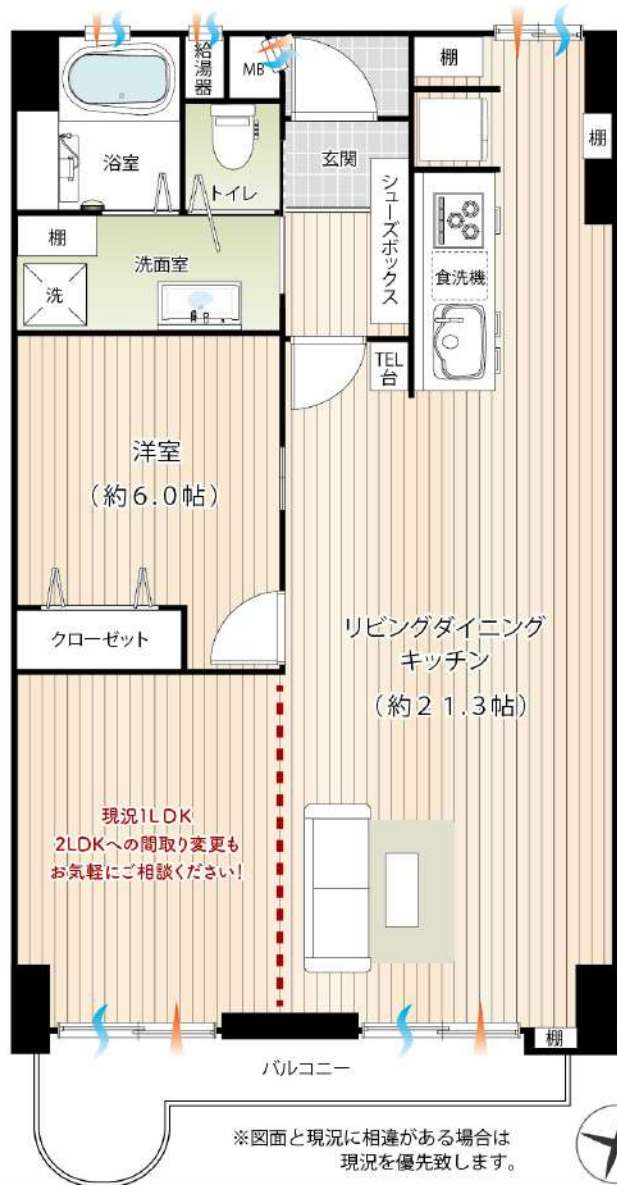 給湯器
MB
棚
棚
浴室
トイレ
玄関
シューズボックス
棚
洗面室
洗
食洗機
TEL
台
洋室
(約6.0帖)
クローゼット
リビングダイニング
キッチン
(約21.3帖)
現況1LDK
2LDKへの間取り変更も
お気軽にご相談ください!
棚
バルコニー
※図面と現況に相違がある場合は
現況を優先致します。